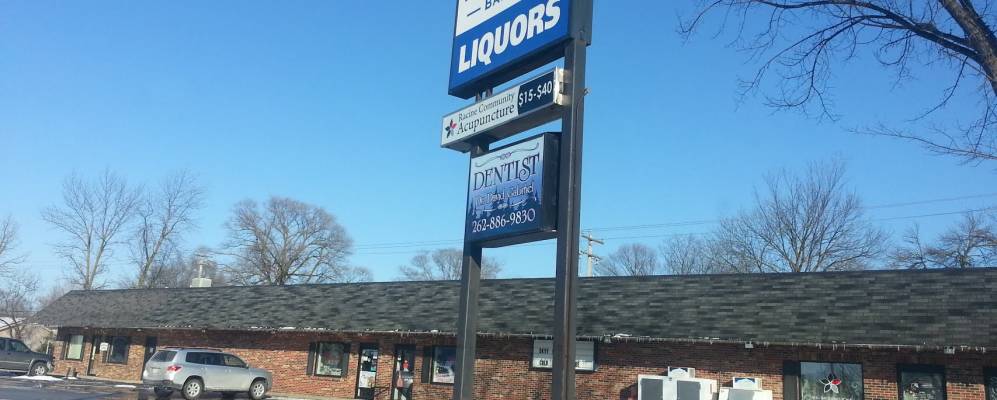 LIQUORS
Racine Community
Acupuncture
$15-$40
DENTIST
262-886-9830